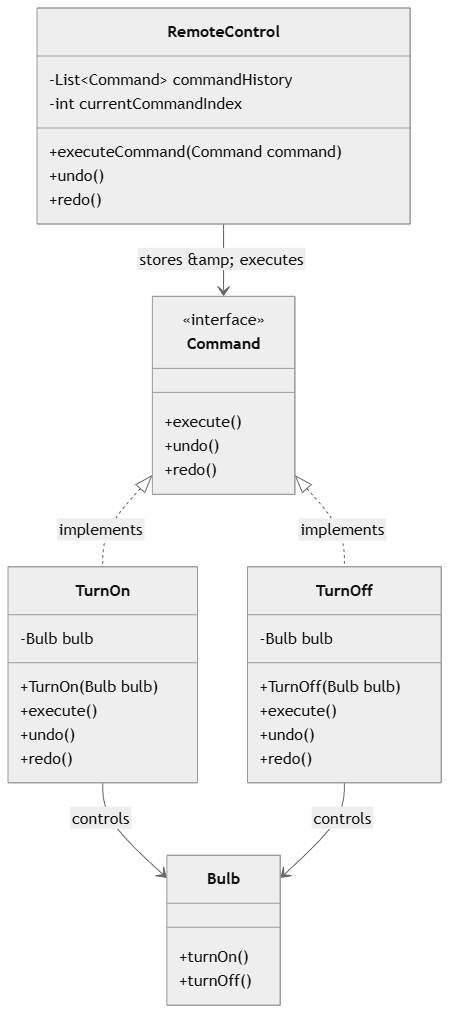 RemoteControl
-List<Command> commandHistory
-int currentCommandIndex
+executeCommand(Command command)
+undo()
+redo()
stores &amp; executes
«interface»
Command
+execute()
+undo()
+redo()
implements
implements
TurnOn
-Bulb bulb
+TurnOn(Bulb bulb)
+execute()
+undo()
+redo()
TurnOff
-Bulb bulb
+TurnOff(Bulb bulb)
+execute()
+undo()
+redo()
controls
controls
Bulb
+turnOn()
+turnOff()